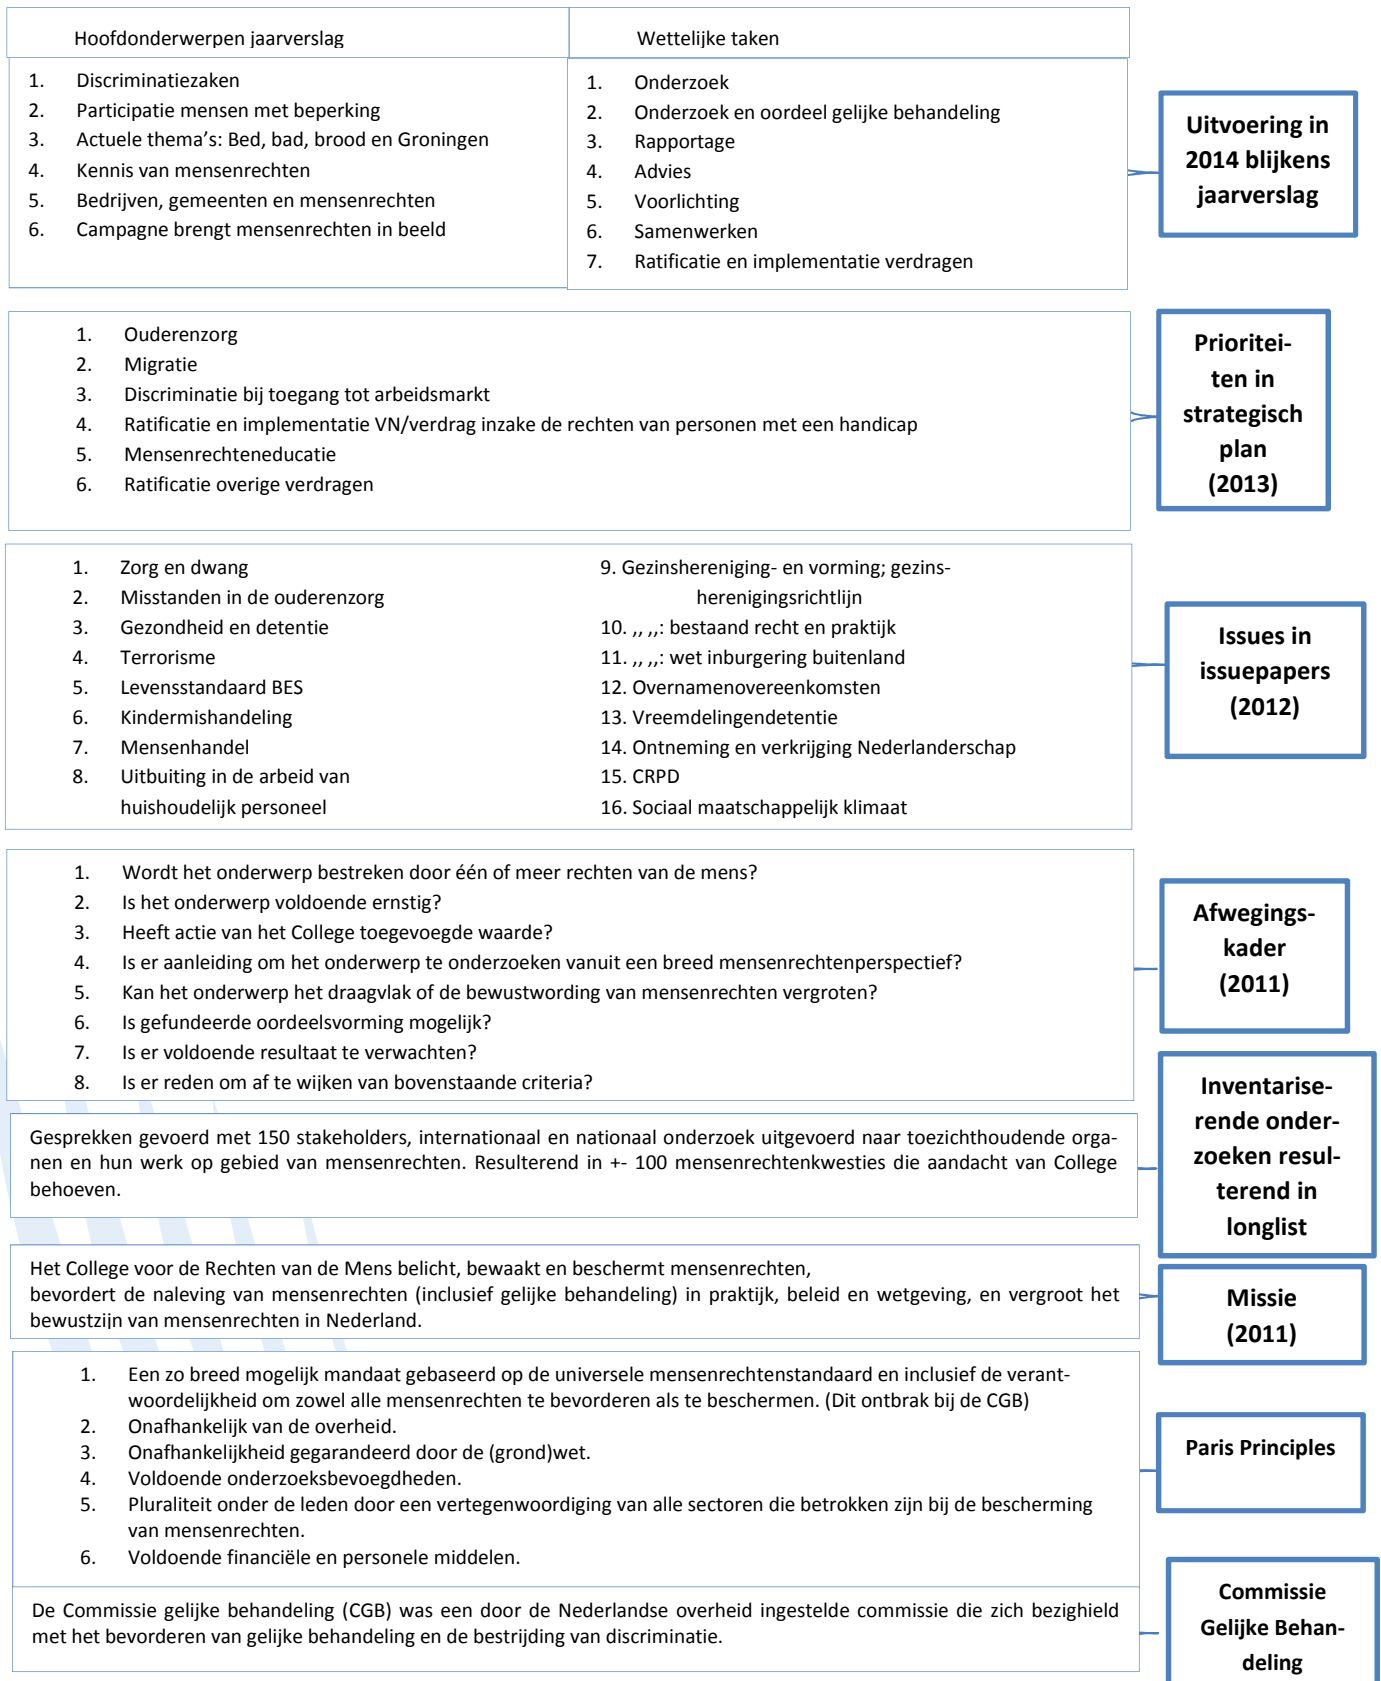 Hoofdonderwerpen jaarverslag
Wettelijke taken
1. Discriminatiezaken
2. Participatie mensen met beperking
3. Actuele thema’s: Bed, bad, brood en Groningen
4. Kennis van mensenrechten
5. Bedrijven, gemeenten en mensenrechten
6. Campagne brengt mensenrechten in beeld
1. Onderzoek
2. Onderzoek en oordeel gelijke behandeling
3. Rapportage
4. Advies
5. Voorlichting
6. Samenwerken
7. Ratificatie en implementatie verdragen
Uitvoering in
2014 blijkens
jaarverslag
1. Ouderenzorg
2. Migratie
3. Discriminatie bij toegang tot arbeidsmarkt
4. Ratificatie en implementatie VN/verdrag inzake de rechten van personen met een handicap
5. Mensenrechteneducatie
6. Ratificatie overige verdragen
Prioritei-
ten in
strategisch
plan
(2013)
1. Zorg en dwang
2. Misstanden in de ouderenzorg
3. Gezondheid en detentie
4. Terrorisme
5. Levensstandaard BES
6. Kindermishandeling
7. Mensenhandel
8. Uitbuiting in de arbeid van
huishoudelijk personeel
9. Gezinshereniging- en vorming; gezins-
herenigingsrichtlijn
10. ,, ,,: bestaand recht en praktijk
11. ,, ,,: wet inburgering buitenland
12. Overnamenovereenkomsten
13. Vreemdelingendetentie
14. Ontneming en verkrijging Nederlanderschap
15. CRPD
16. Sociaal maatschappelijk klimaat
Issues in
issuepapers
(2012)
1. Wordt het onderwerp bestreken door één of meer rechten van de mens?
2. Is het onderwerp voldoende ernstig?
3. Heeft actie van het College toegevoegde waarde?
4. Is er aanleiding om het onderwerp te onderzoeken vanuit een breed mensenrechtenperspectief?
5. Kan het onderwerp het draagvlak of de bewustwording van mensenrechten vergroten?
6. Is gefundeerde oordeelsvorming mogelijk?
7. Is er voldoende resultaat te verwachten?
8. Is er reden om af te wijken van bovenstaande criteria?
Afwegings-
kader
(2011)
Gesprekken gevoerd met 150 stakeholders, internationaal en nationaal onderzoek uitgevoerd naar toezichthoudende orga-
nen en hun werk op gebied van mensenrechten. Resulterend in +- 100 mensenrechtenkwesties die aandacht van College
behoeven.
Inventarise-
rende onder-
zoeken resul-
terend in
longlist
Het College voor de Rechten van de Mens belicht, bewaakt en beschermt mensenrechten,
bevordert de naleving van mensenrechten (inclusief gelijke behandeling) in praktijk, beleid en wetgeving, en vergroot het
bewustzijn van mensenrechten in Nederland.
Missie
(2011)
1. Een zo breed mogelijk mandaat gebaseerd op de universele mensenrechtenstandaard en inclusief de verant-
woordelijkheid om zowel alle mensenrechten te bevorderen als te beschermen. (Dit ontbrak bij de CGB)
2. Onafhankelijk van de overheid.
3. Onafhankelijkheid gegarandeerd door de (grond)wet.
4. Voldoende onderzoeksbevoegdheden.
5. Pluraliteit onder de leden door een vertegenwoordiging van alle sectoren die betrokken zijn bij de bescherming
van mensenrechten.
6. Voldoende financiële en personele middelen.
Paris Principles
De Commissie gelijke behandeling (CGB) was een door de Nederlandse overheid ingestelde commissie die zich bezighield
met het bevorderen van gelijke behandeling en de bestrijding van discriminatie.
Commissie
Gelijke Behan-
deling